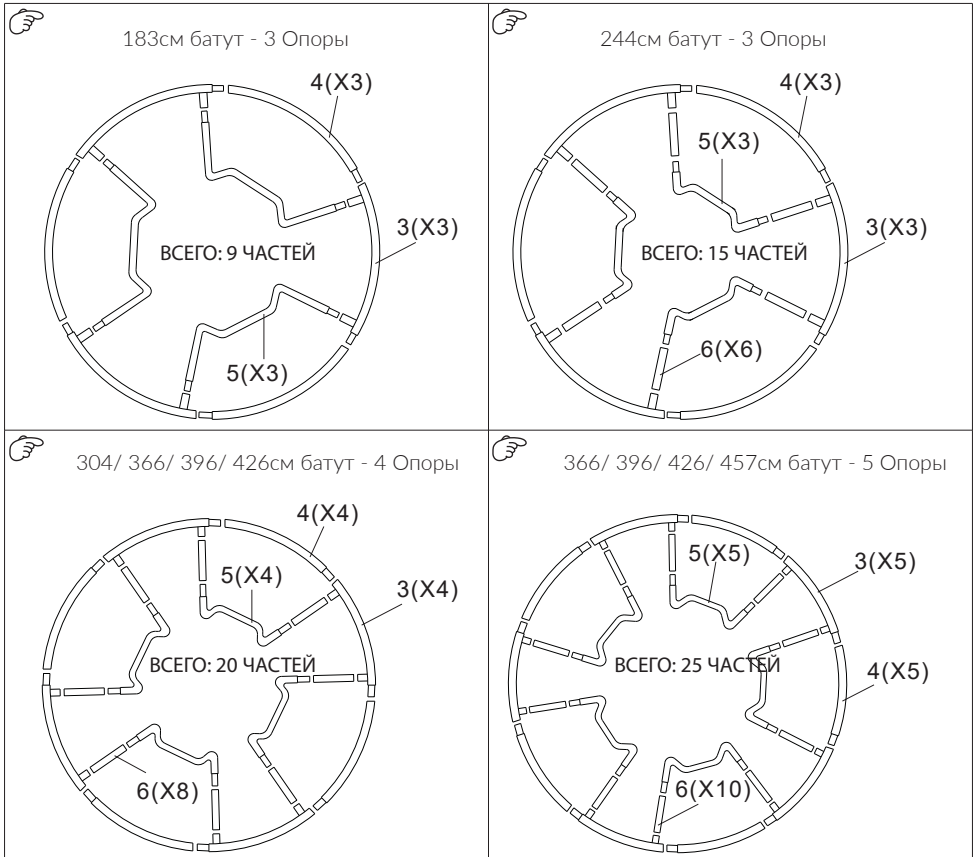 183см батут - 3 Опоры
4(X3)
3(X3)
ВСЕГО: 9 ЧАСТЕЙ
5(X3)
244см батут - 3 Опоры
4(X3)
5(X3)
3(X3)
ВСЕГО: 15 ЧАСТЕЙ
6(X6)
304/ 366/ 396/ 426см батут - 4 Опоры
4(X4)
5(X4)
3(X4)
ВСЕГО: 20 ЧАСТЕЙ
6(X8)
366/ 396/ 426/ 457см батут - 5 Опоры
5(X5)
3(X5)
ВСЕГО: 25 ЧАСТЕЙ
4(X5)
6(X10)